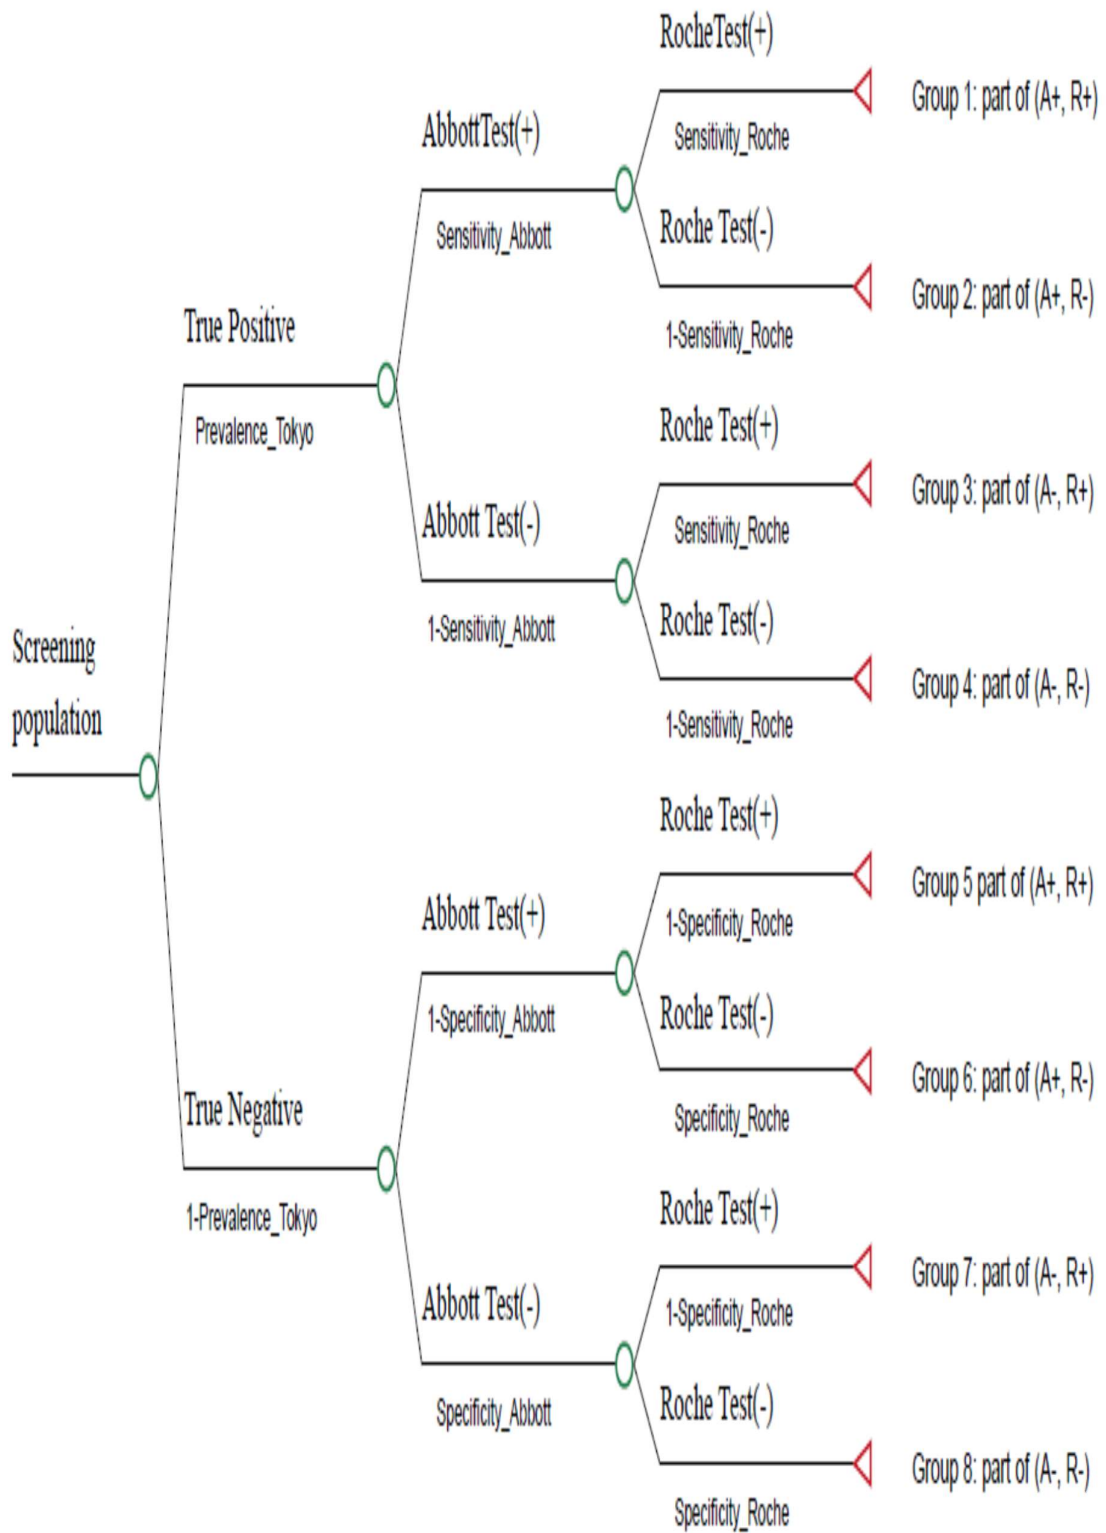 RocheTest(+)
Group 1: part of (A+, R+)
AbbottTest(+)
Sensitivity_Roche
Roche Test(-)
Sensitivity_Abbott
Group 2: part of (A+, R-)
True Positive
1-Sensitivity_Roche
Prevalence_Tokyo
Roche Test(+)
Group 3: part of (A-, R+)
Abbott Test(-)
Sensitivity_Roche
Roche Test(-)
1-Sensitivity_Abbott
Screening
population
Group 4: part of (A-, R-)
1-Sensitivity_Roche
Roche Test(+)
Group 5 part of (A+, R+)
Abbott Test(+)
1-Specificity_Roche
Roche Test(-)
1-Specificity_Abbott
Group 6: part of (A+, R-)
True Negative
Specificity_Roche
1-Prevalence_Tokyo
Roche Test(+)
Group 7: part of (A-, R+)
Abbott Test(-)
1-Specificity_Roche
Roche Test(-)
Specificity_Abbott
Group 8: part of (A-, R-)
Specificity_Roche